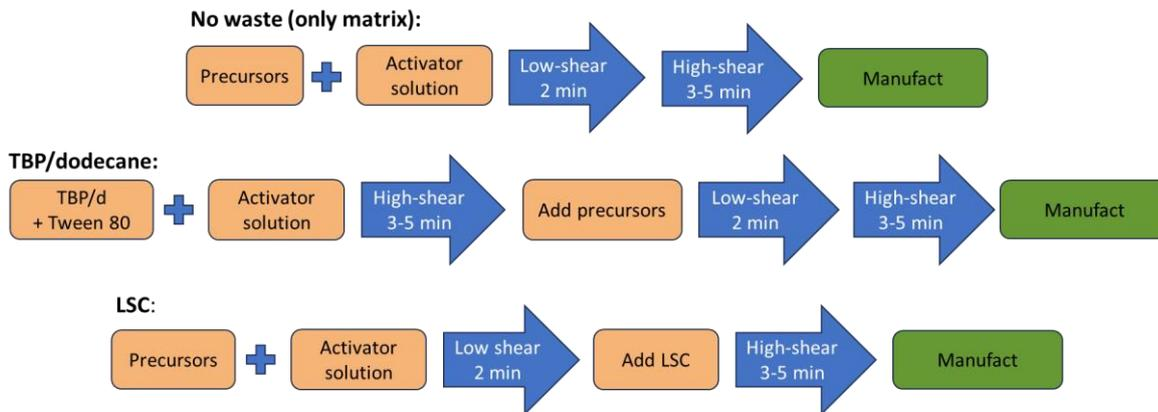 No waste (only matrix):
Precursors
Activator
solution
Low-shear
2 min
High-shear
3-5 min
Manufact
TBP/dodecane:
TBP/d
+ Tween 80
Activator
solution
High-shear
3-5 min
Add precursors
Low-shear
2 min
High-shear
3-5 min
Manufact
LSC:
Precursors
Activator
solution
Low shear
2 min
Add LSC
High-shear
3-5 min
Manufact